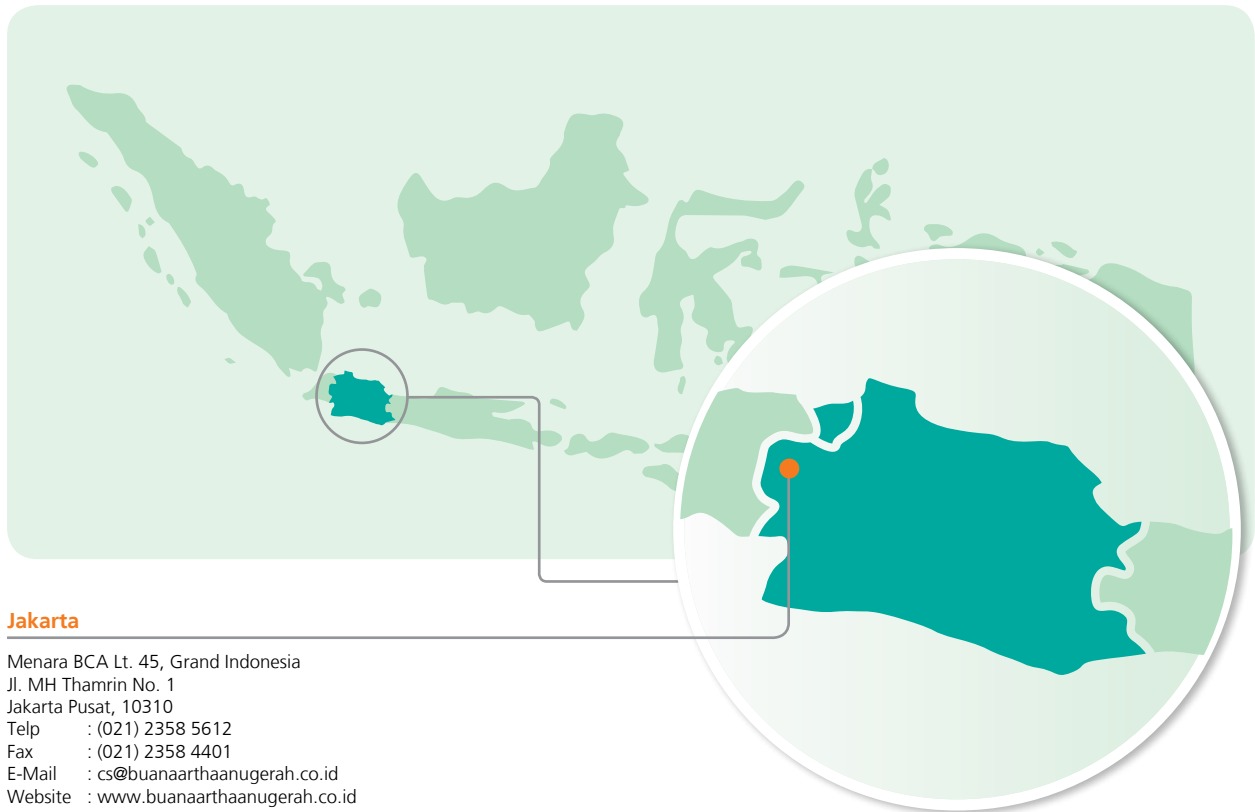 Jakarta
Menara BCA Lt. 45, Grand Indonesia
Jl. MH Thamrin No. 1
Jakarta Pusat, 10310
Telp : (021) 2358 5612
Fax : (021) 2358 4401
E-Mail : cs@buanaarthaanugerah.co.id
Website : www.buanaarthaanugerah.co.id